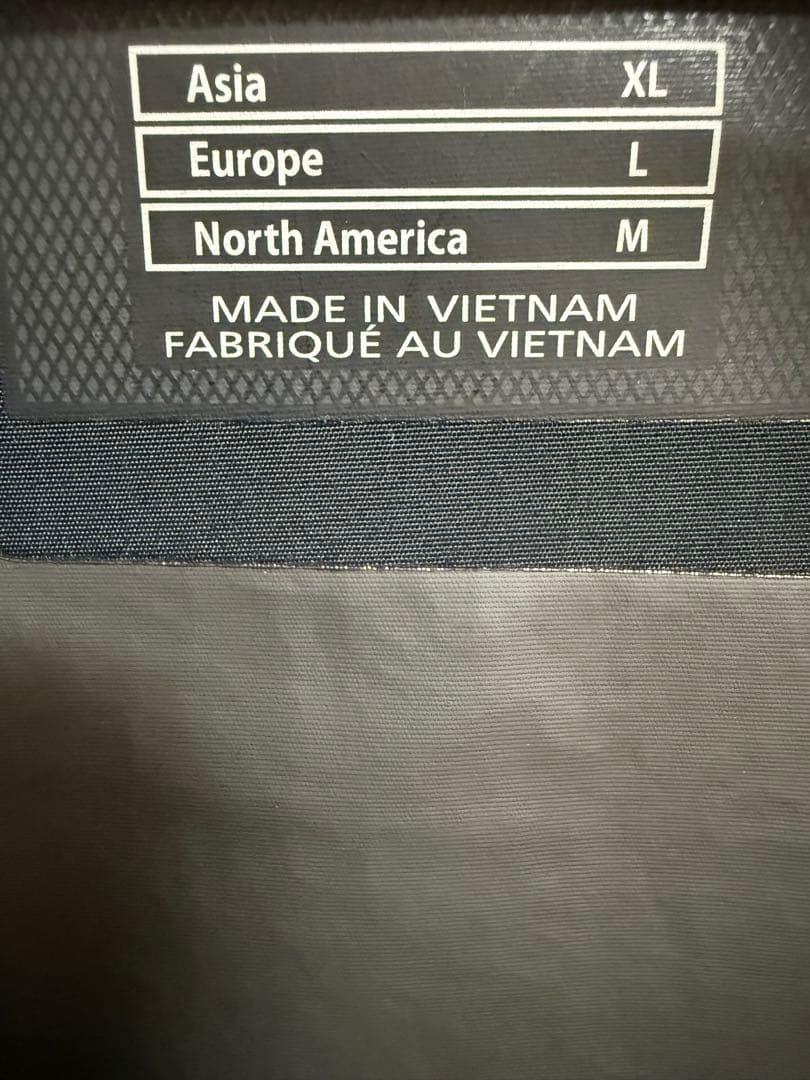 Asia XL
Europe L
North America M
MADE IN VIETNAM
FABRIQUÉ AU VIETNAM